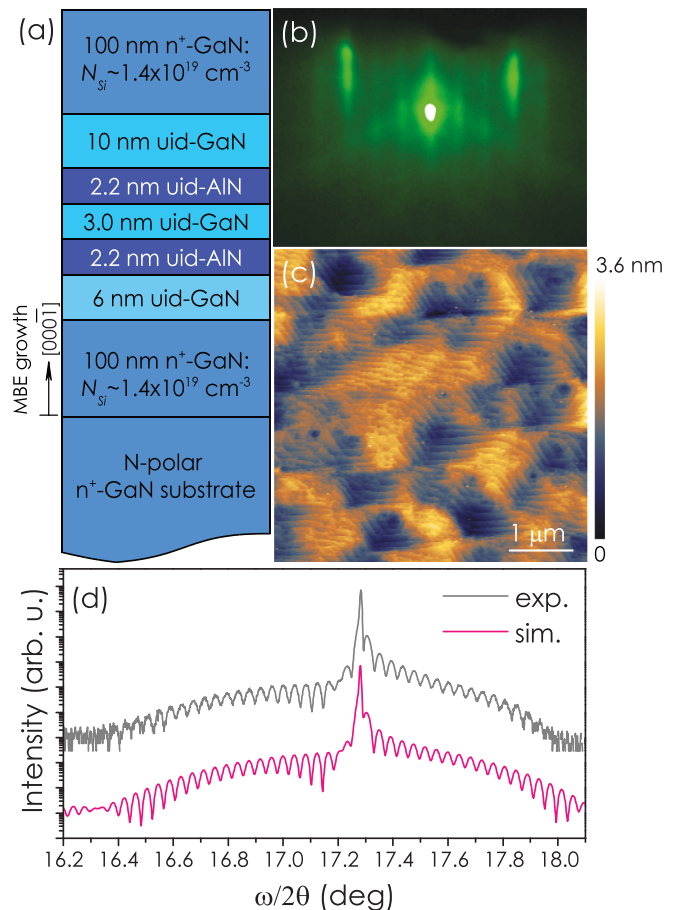 (a)
100 nm n⁺-GaN:
N_Si~1.4x10¹⁹ cm⁻³
10 nm uid-GaN
2.2 nm uid-AlN
3.0 nm uid-GaN
2.2 nm uid-AlN
6 nm uid-GaN
100 nm n⁺-GaN:
N_Si~1.4x10¹⁹ cm⁻³
N-polar
n⁺-GaN substrate
MBE growth
[0001̄]
(b)
(c)
3.6 nm
0
1 μm
(d)
exp.
sim.
Intensity (arb. u.)
16.2 16.4 16.6 16.8 17.0 17.2 17.4 17.6 17.8 18.0
ω/2θ (deg)